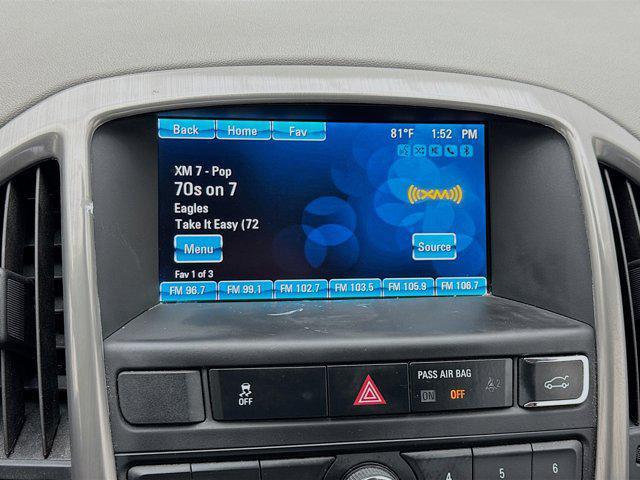 Back Home Fav 81°F 1:52 PM
XM 7 - Pop
70s on 7
((( XM )))
Eagles
Take It Easy (72
Menu Source
Fav 1 of 3
FM 96.7 FM 99.1 FM 102.7 FM 103.5 FM 105.9 FM 106.7
PASS AIR BAG
OFF ON OFF 2
4 5 6